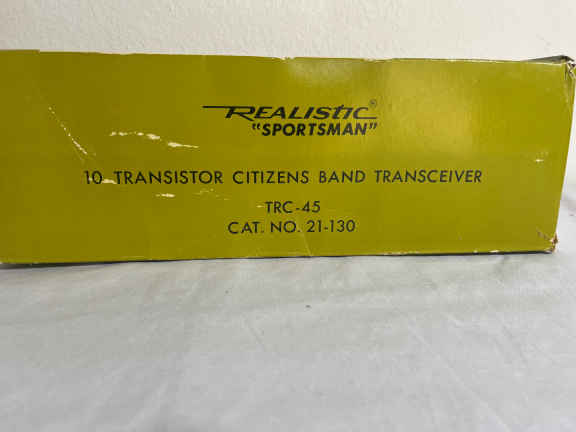 REALISTIC®
"SPORTSMAN"
10 TRANSISTOR CITIZENS BAND TRANSCEIVER
TRC-45
CAT. NO. 21-130